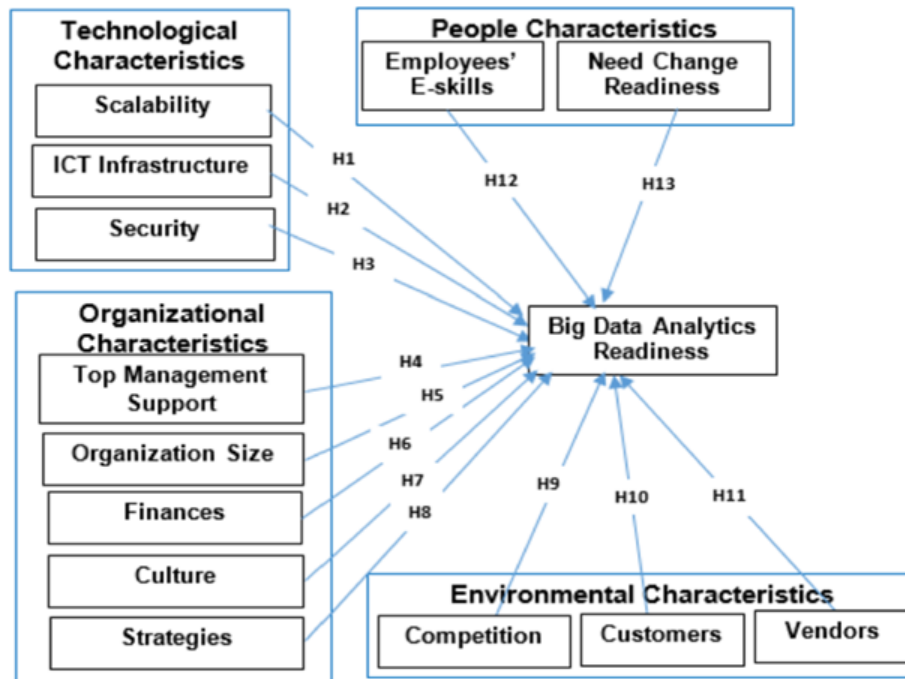 Technological
Characteristics
Scalability
ICT Infrastructure
Security
People Characteristics
Employees'
E-skills
Need Change
Readiness
H1
H2
H3
H12
H13
Organizational
Characteristics
Top Management
Support
Organization Size
Finances
Culture
Strategies
H4
H5
H6
H7
H8
Big Data Analytics
Readiness
H9
H10
H11
Environmental Characteristics
Competition
Customers
Vendors